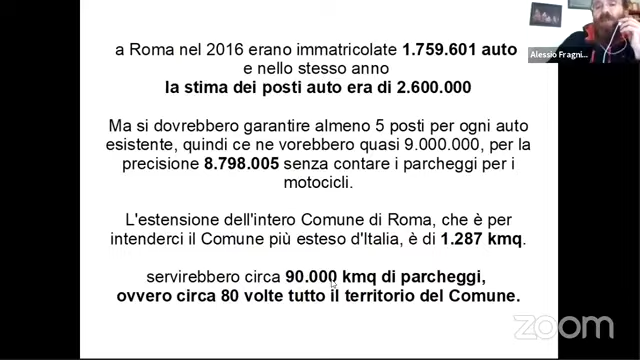 a Roma nel 2016 erano immatricolate 1.759.601 auto
e nello stesso anno
la stima dei posti auto era di 2.600.000
Ma si dovrebbero garantire almeno 5 posti per ogni auto
esistente, quindi ce ne vorebbero quasi 9.000.000, per la
precisione 8.798.005 senza contare i parcheggi per i
motocicli.
L'estensione dell'intero Comune di Roma, che è per
intenderci il Comune più esteso d'Italia, è di 1.287 kmq.
servirebbero circa 90.000 kmq di parcheggi,
ovvero circa 80 volte tutto il territorio del Comune.
Alessio Fragni...
zoom